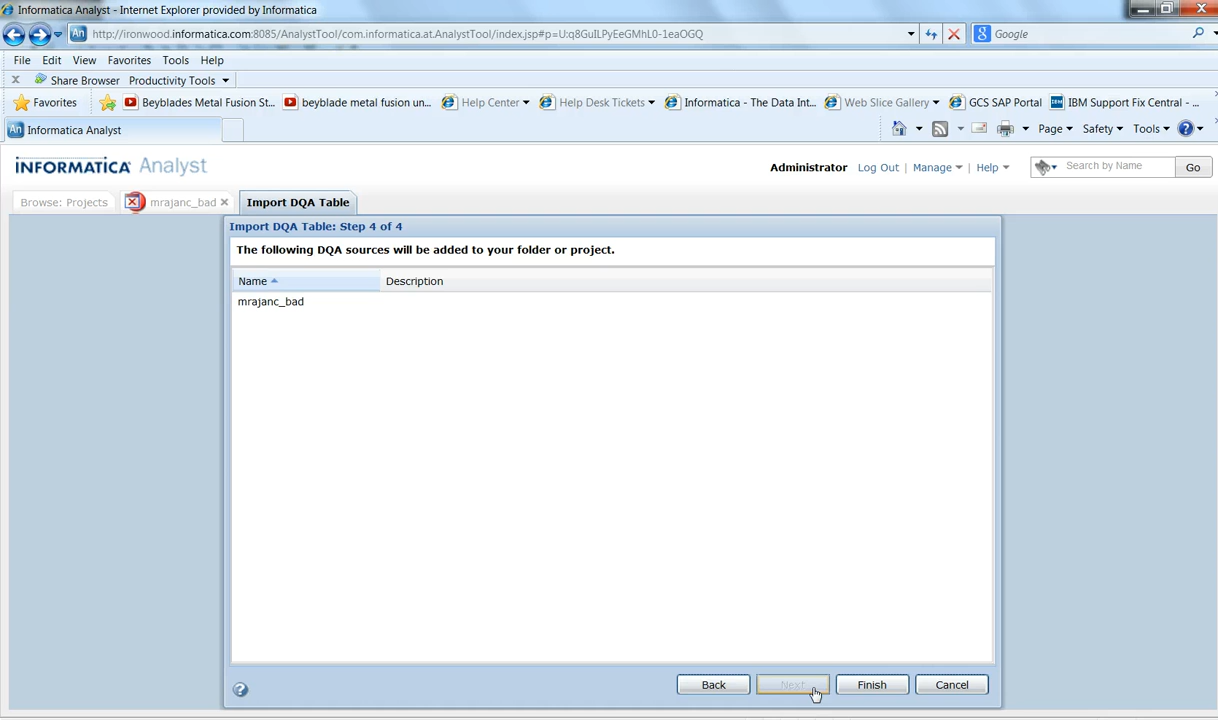 Informatica Analyst - Internet Explorer provided by Informatica
An http://ironwood.informatica.com:8085/AnalystTool/com.informatica.at.AnalystTool/index.jsp#p=U:q8GuILPyEeGMhL0-1eaOGQ Google
File Edit View Favorites Tools Help
x Share Browser Productivity Tools
Favorites Beyblades Metal Fusion St... beyblade metal fusion un... Help Center Help Desk Tickets Informatica - The Data Int... Web Slice Gallery GCS SAP Portal IBM Support Fix Central - ...
An Informatica Analyst Page Safety Tools
INFORMATICA Analyst Administrator Log Out | Manage | Help Search by Name Go
Browse: Projects mrajanc_bad Import DQA Table
Import DQA Table: Step 4 of 4
The following DQA sources will be added to your folder or project.
Name Description
mrajanc_bad
Back Next Finish Cancel